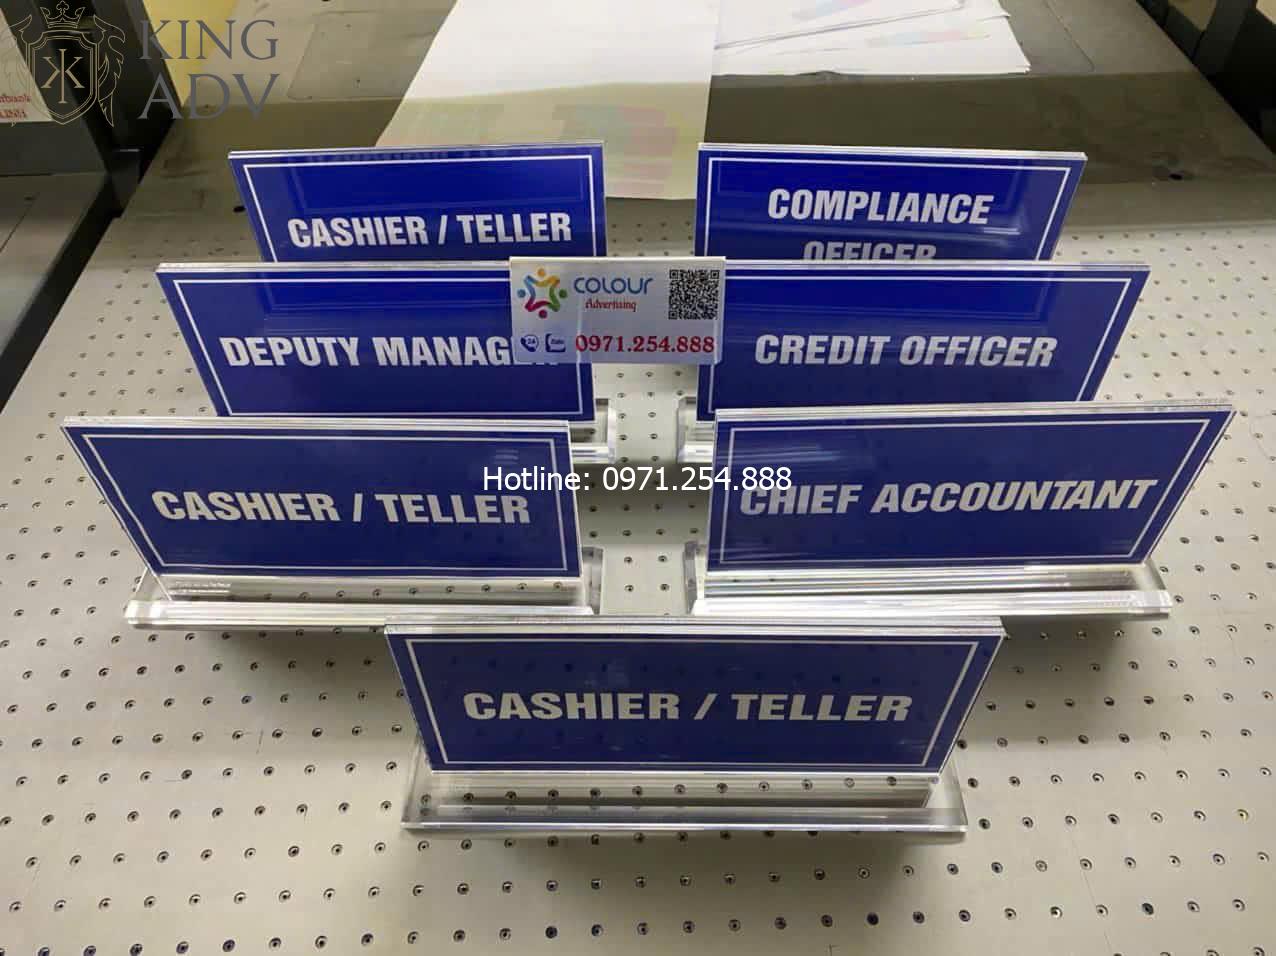 KING
ADV
CASHIER / TELLER
COMPLIANCE
OFFICER
DEPUTY MANAGER
COLOUR
Advertising
0971.254.888
CREDIT OFFICER
CASHIER / TELLER
Hotline: 0971.254.888
CHIEF ACCOUNTANT
CASHIER / TELLER